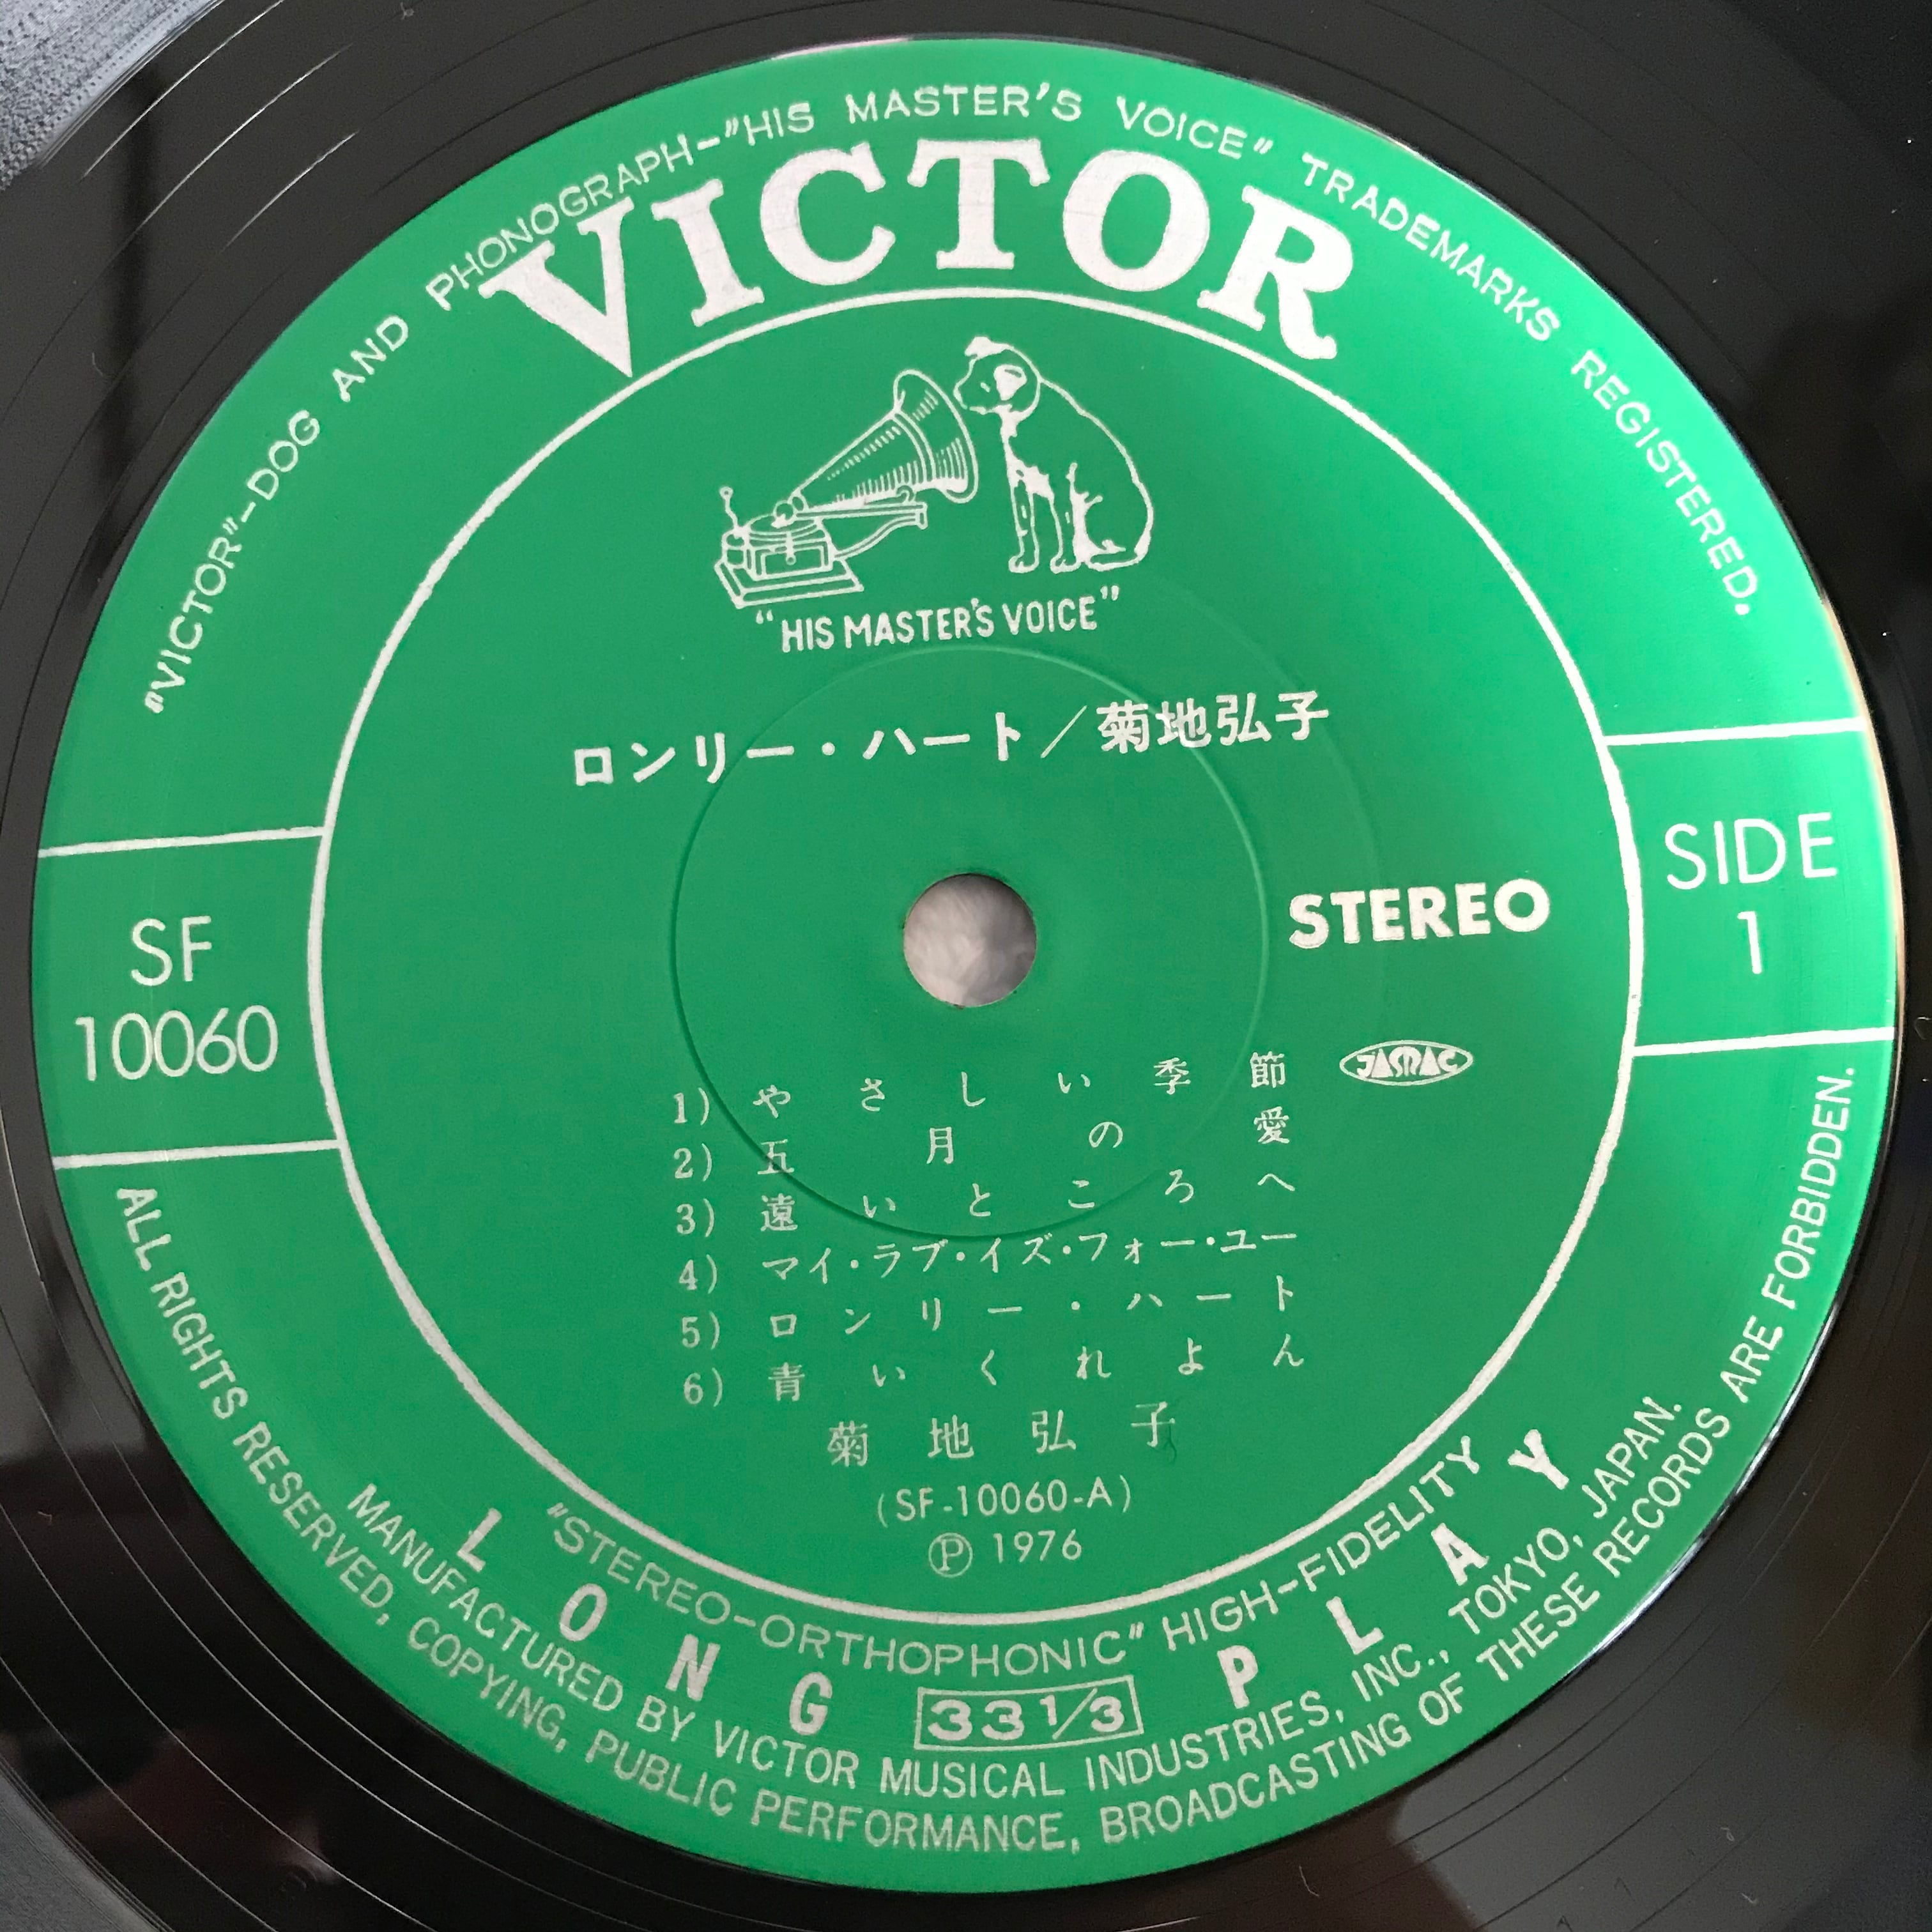 "VICTOR"–DOG AND PHONOGRAPH–"HIS MASTER'S VOICE" TRADEMARKS REGISTERED.
VICTOR
"HIS MASTER'S VOICE"
ロンリー・ハート／菊地弘子
SF
10060
STEREO
SIDE
1
JASRAC
1) やさしい季節
2) 五月の愛
3) 遠いところへ
4) マイ・ラブ・イズ・フォー・ユー
5) ロンリー・ハート
6) 青いくれよん
菊地弘子
(SF-10060-A)
Ⓟ 1976
"STEREO–ORTHOPHONIC" HIGH–FIDELITY
LONG 33 1/3 PLAY
MANUFACTURED BY VICTOR MUSICAL INDUSTRIES, INC., TOKYO, JAPAN.
ALL RIGHTS RESERVED, COPYING, PUBLIC PERFORMANCE, BROADCASTING OF THESE RECORDS ARE FORBIDDEN.